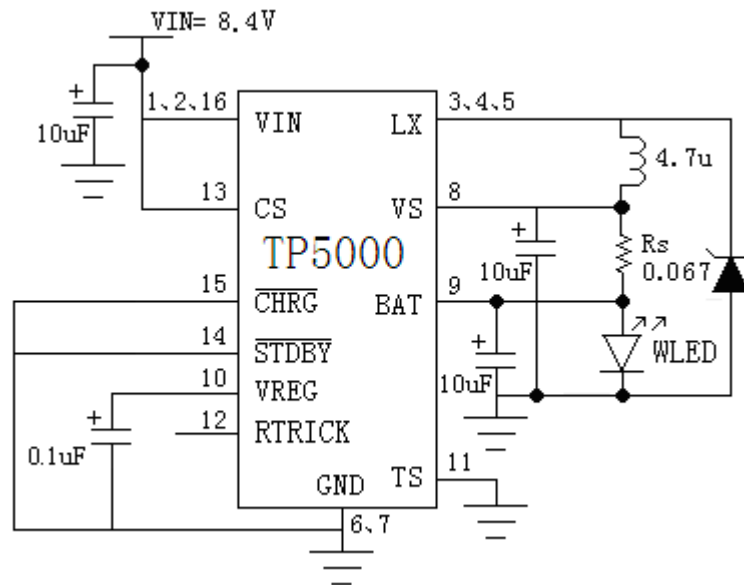 VIN= 8.4V
+
10uF
1、2、16
VIN
LX
3、4、5
4.7u
13
CS
VS
8
TP5000
+
10uF
Rs
0.067
15
CHRG
BAT
9
14
STDBY
+
10uF
WLED
10
VREG
+
0.1uF
12
RTRICK
GND
TS
11
6、7